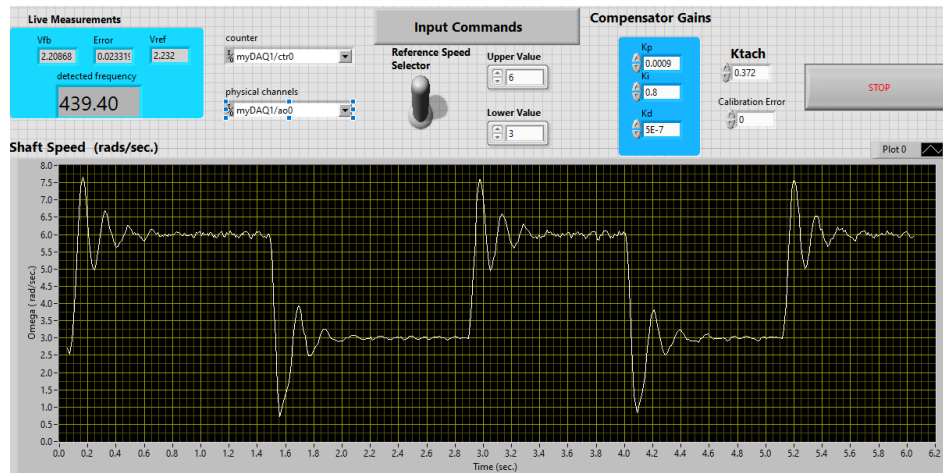 Live Measurements
Vfb Error Vref
2.20868 0.02331 2.232
detected frequency
439.40
counter
myDAQ1/ctr0
physical channels
myDAQ1/ao0
Input Commands
Reference Speed
Selector
Upper Value
6
Lower Value
3
Compensator Gains
Kp
0.0009
Ki
0.8
Kd
5E-7
Ktach
0.372
Calibration Error
0
STOP
Shaft Speed (rads/sec.)
Plot 0
8.0
7.5
7.0
6.5
6.0
5.5
5.0
4.5
4.0
3.5
3.0
2.5
2.0
1.5
1.0
0.5
0.0
Omega ( rad/sec.)
0.0 0.2 0.4 0.6 0.8 1.0 1.2 1.4 1.6 1.8 2.0 2.2 2.4 2.6 2.8 3.0 3.2 3.4 3.6 3.8 4.0 4.2 4.4 4.6 4.8 5.0 5.2 5.4 5.6 5.8 6.0 6.2
Time (sec.)